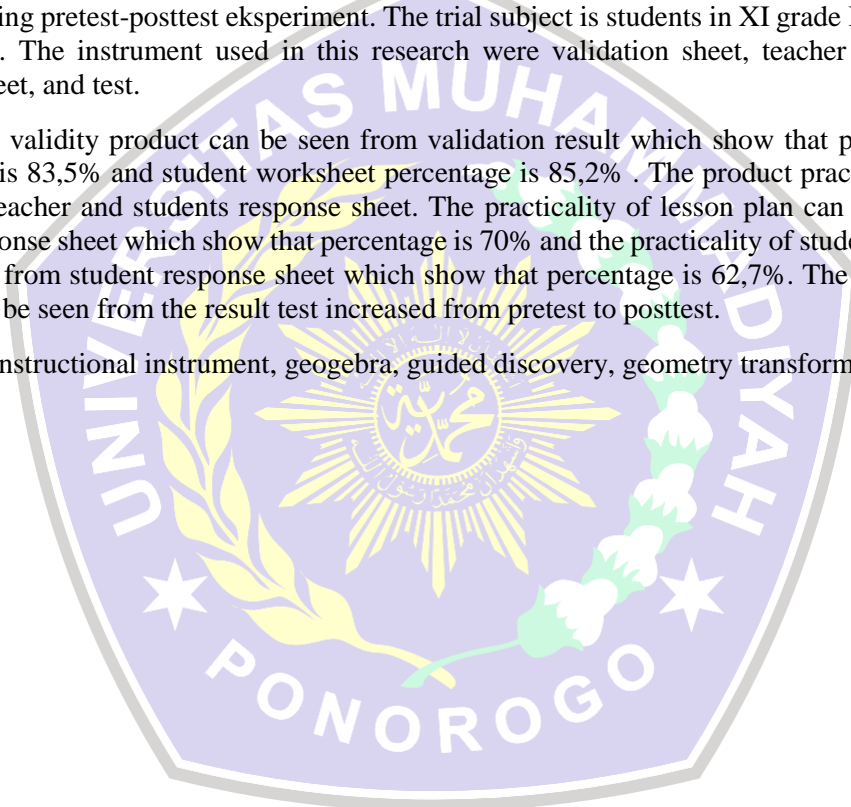 ing pretest-posttest eksperiment. The trial subject is students in XI grade
. The instrument used in this research were validation sheet, teacher
eet, and test.
validity product can be seen from validation result which show that
is 83,5% and student worksheet percentage is 85,2% . The product
eacher and students response sheet. The practicality of lesson plan can
onse sheet which show that percentage is 70% and the practicality of
from student response sheet which show that percentage is 62,7%. The
be seen from the result test increased from pretest to posttest.
nstructional instrument, geogebra, guided discovery, geometry
UNIVERSITAS MUHAMMADIYAH
PONOROGO
محمدية